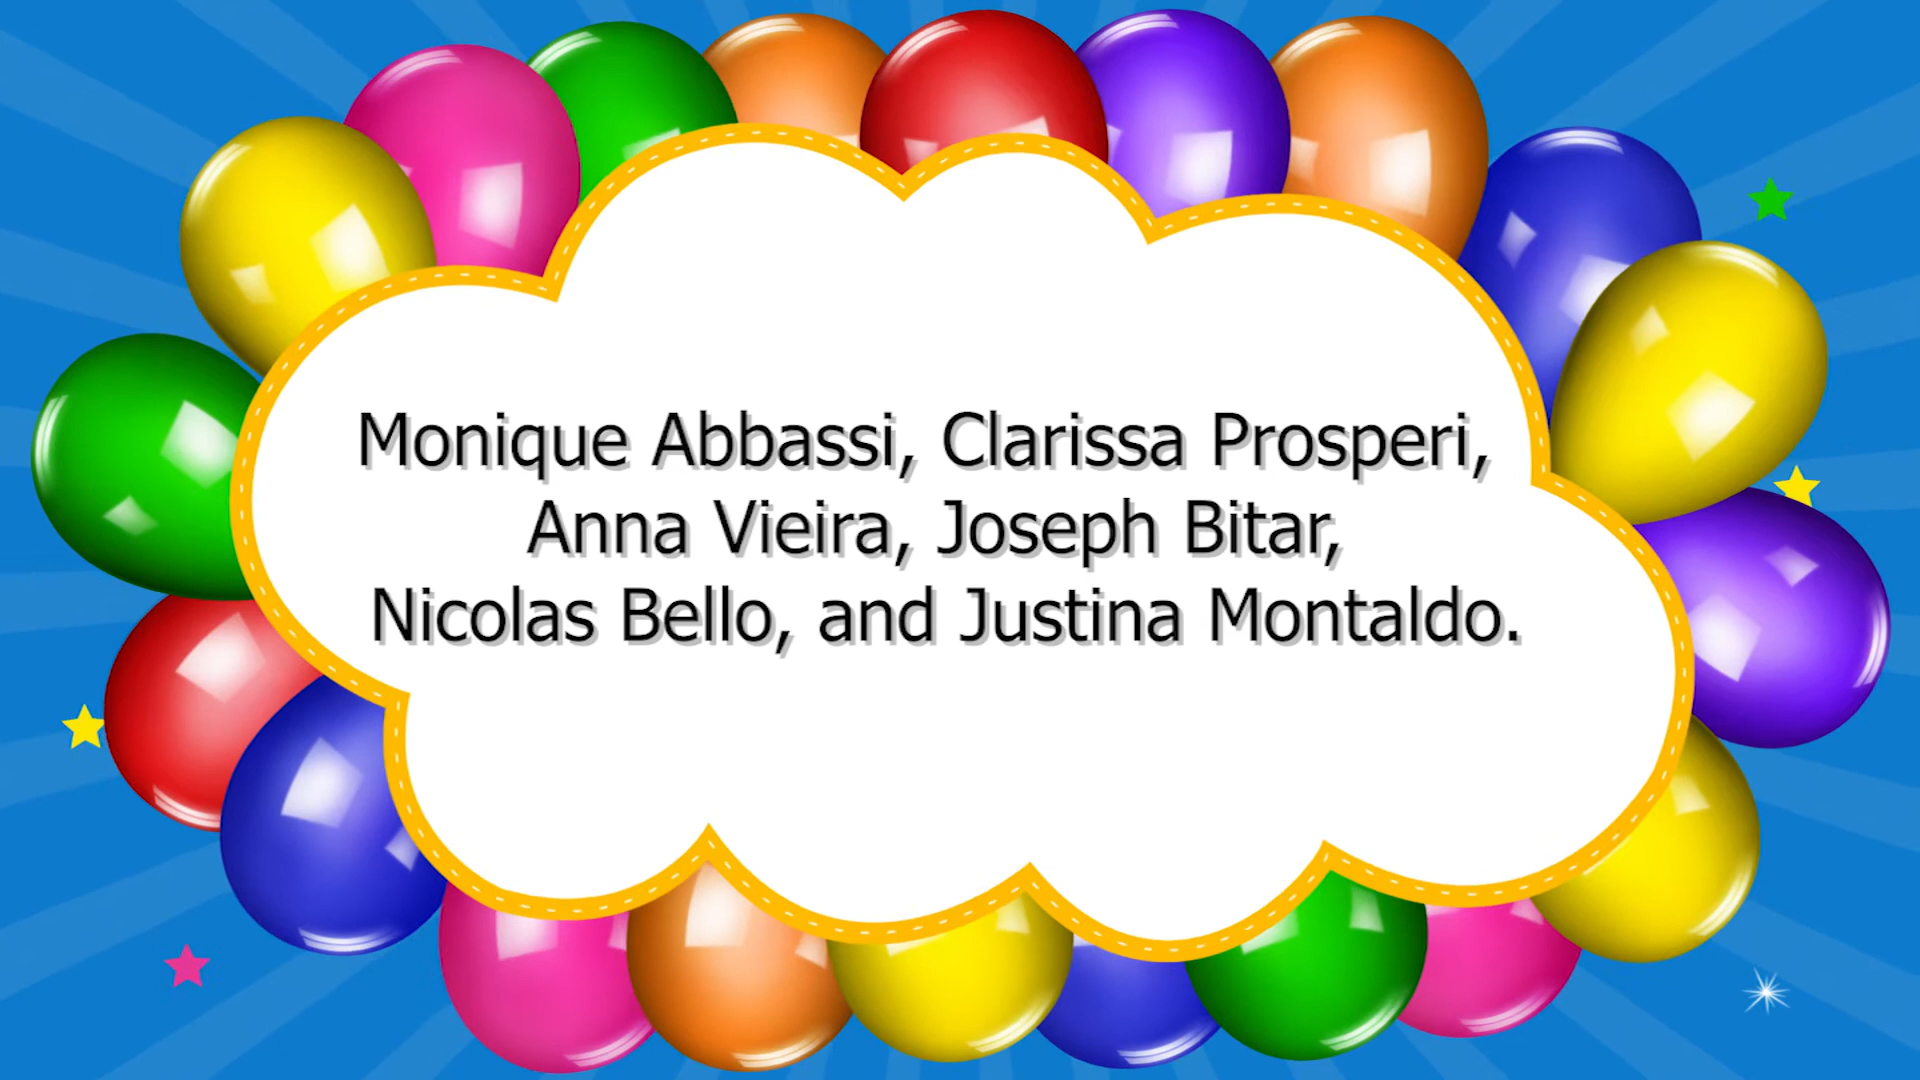 Monique Abbassi, Clarissa Prosperi,
Anna Vieira, Joseph Bitar,
Nicolas Bello, and Justina Montaldo.